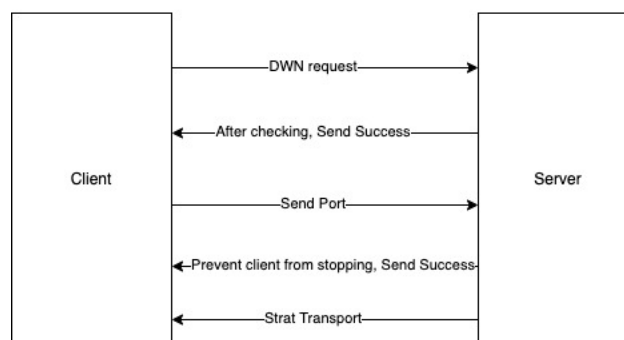 DWN request
After checking, Send Success
Client
Server
Send Port
Prevent client from stopping, Send Success
Strat Transport